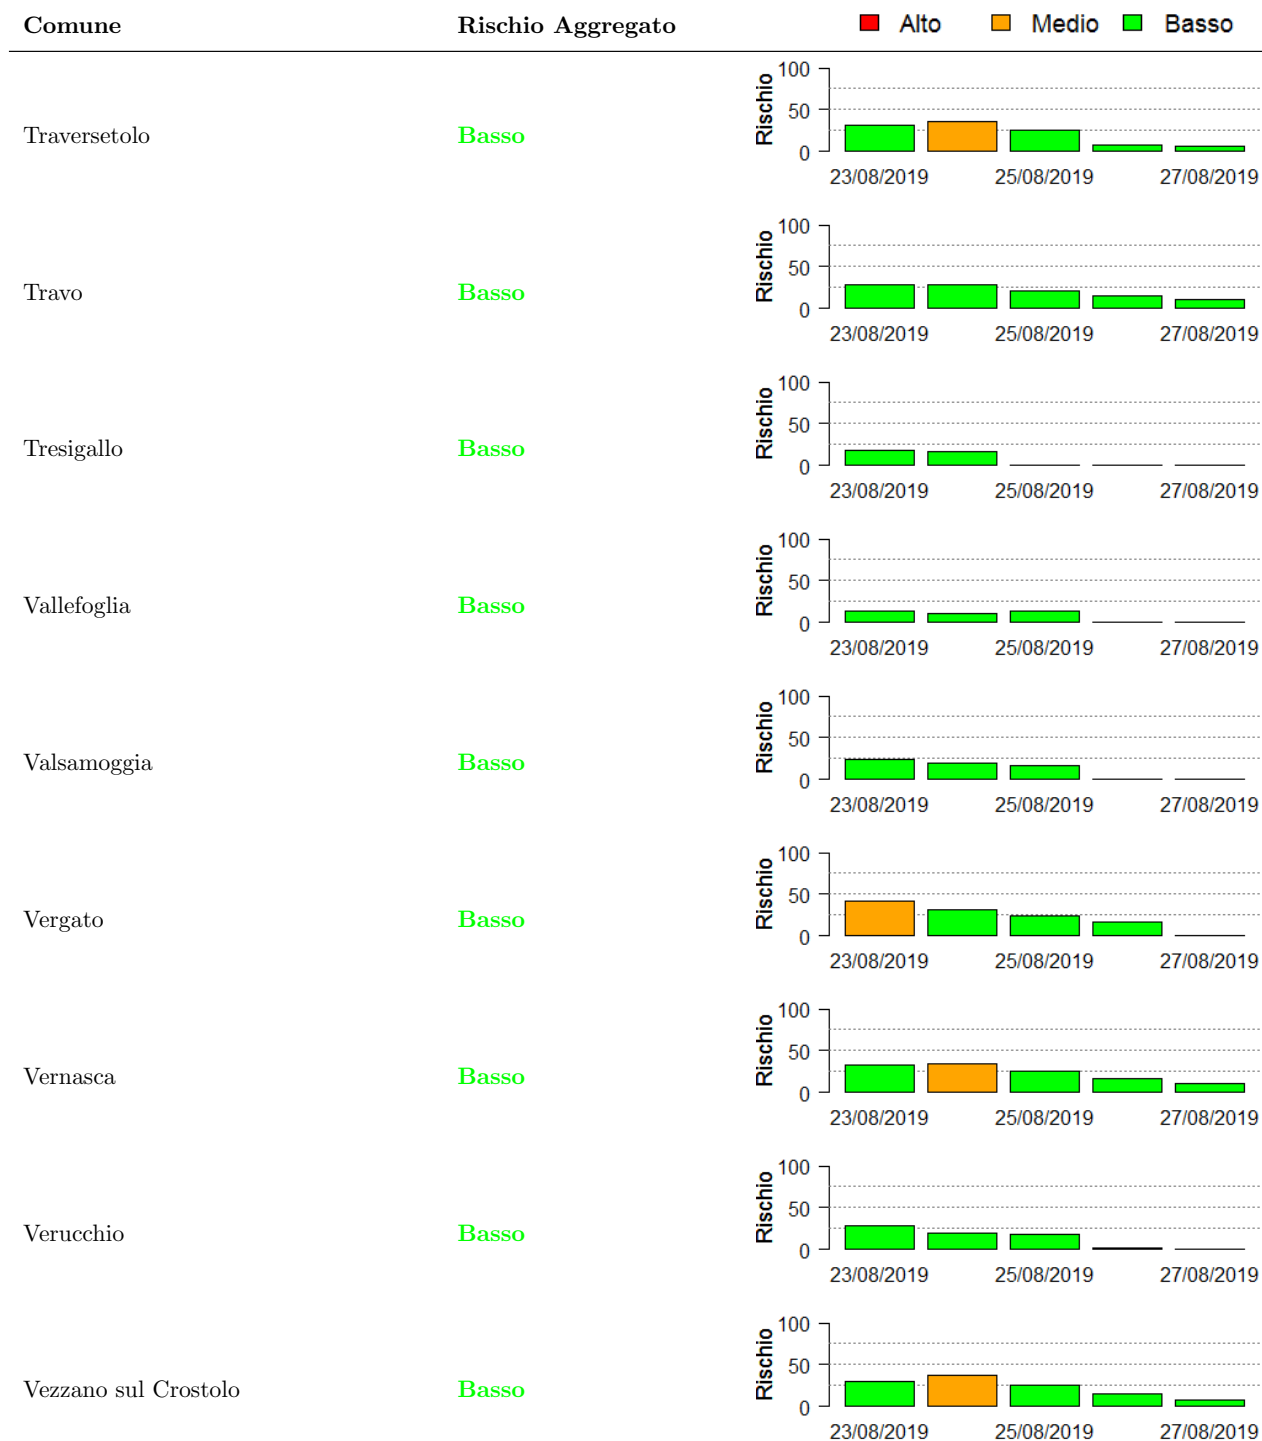 Comune Rischio Aggregato Alto Medio Basso
Traversetolo Basso
Rischio
100
50
0
23/08/2019 25/08/2019 27/08/2019
Travo Basso
Rischio
100
50
0
23/08/2019 25/08/2019 27/08/2019
Tresigallo Basso
Rischio
100
50
0
23/08/2019 25/08/2019 27/08/2019
Vallefoglia Basso
Rischio
100
50
0
23/08/2019 25/08/2019 27/08/2019
Valsamoggia Basso
Rischio
100
50
0
23/08/2019 25/08/2019 27/08/2019
Vergato Basso
Rischio
100
50
0
23/08/2019 25/08/2019 27/08/2019
Vernasca Basso
Rischio
100
50
0
23/08/2019 25/08/2019 27/08/2019
Verucchio Basso
Rischio
100
50
0
23/08/2019 25/08/2019 27/08/2019
Vezzano sul Crostolo Basso
Rischio
100
50
0
23/08/2019 25/08/2019 27/08/2019